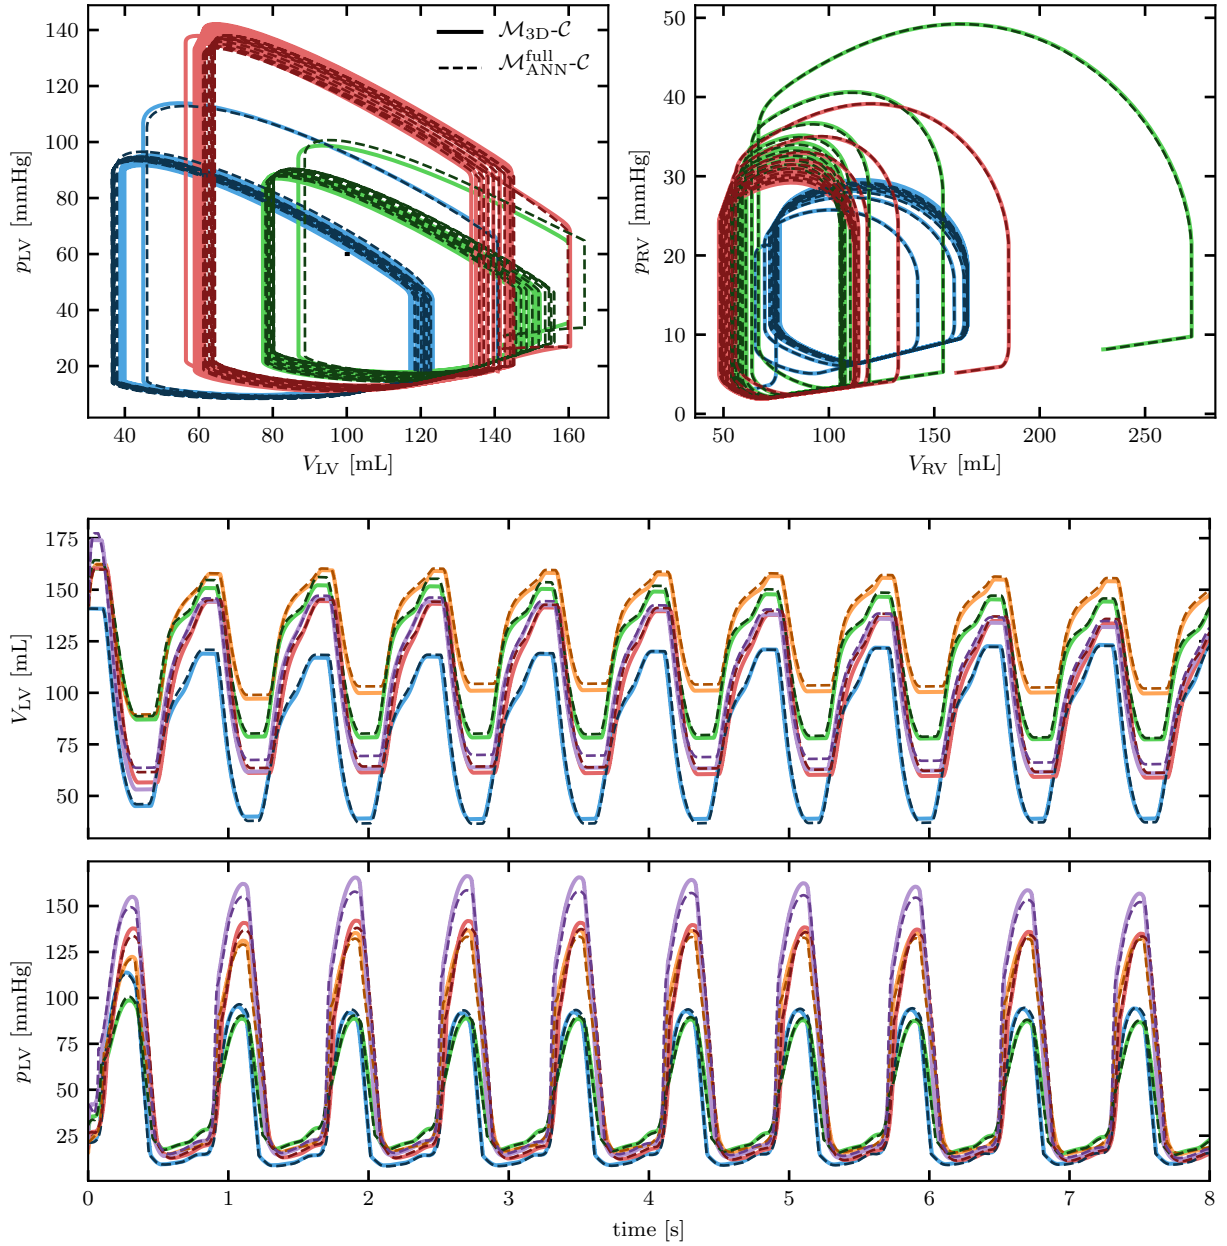 140
120
100
80
60
40
20
p_LV [mmHg]
40 60 80 100 120 140 160
V_LV [mL]
ℳ_3D-𝒞
ℳ_ANN^full-𝒞
50
40
30
20
10
0
p_RV [mmHg]
50 100 150 200 250
V_RV [mL]
175
150
125
100
75
50
V_LV [mL]
150
125
100
75
50
25
p_LV [mmHg]
0 1 2 3 4 5 6 7 8
time [s]